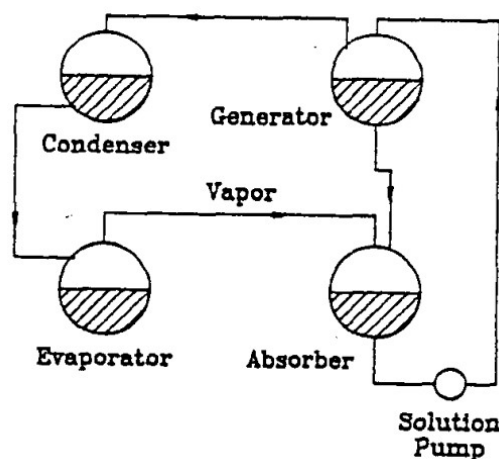 Condenser
Generator
Vapor
Evaporator
Absorber
Solution
Pump